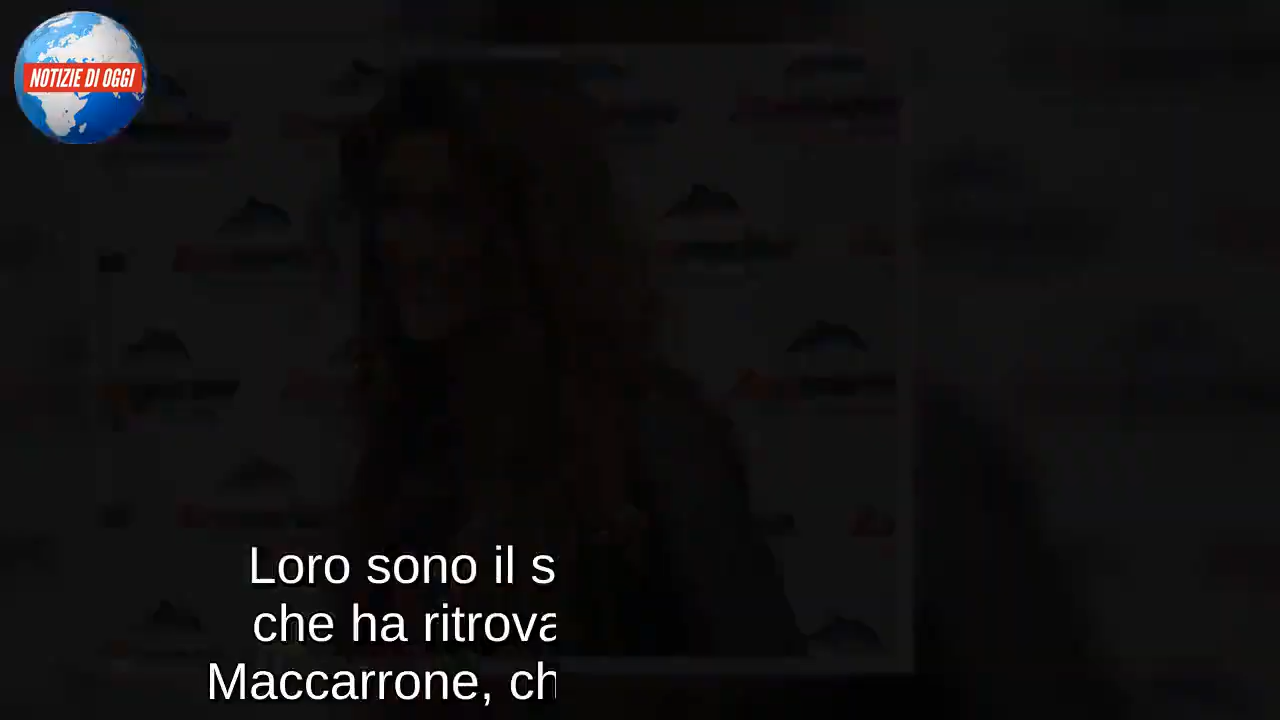 NOTIZIE DI OGGI
Loro sono il s
che ha ritrova
Maccarrone, ch